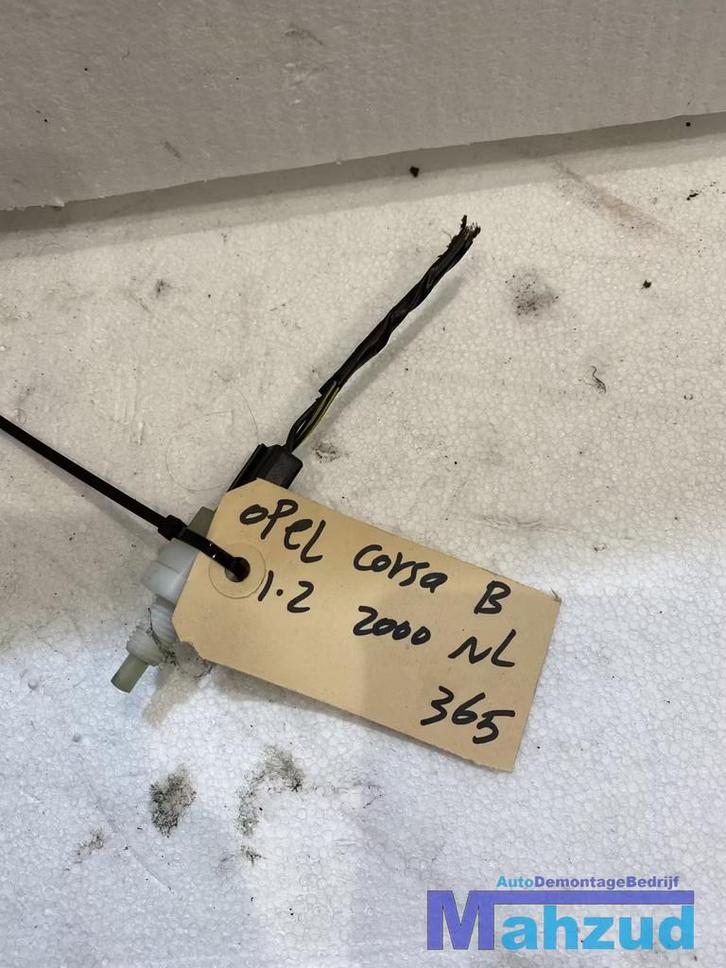 OPEL Corsa B
1.2 2000 NL
365
AutoDemontageBedrijf
Mahzud